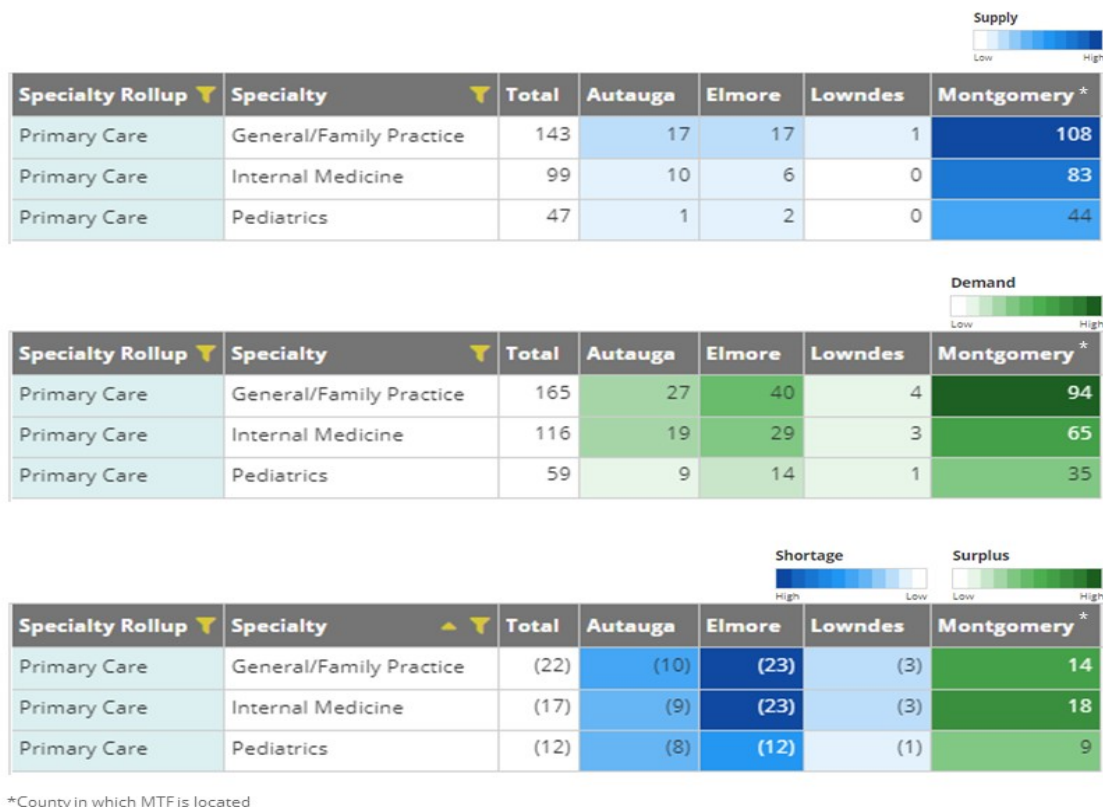 Supply
Low High
Specialty Rollup Specialty Total Autauga Elmore Lowndes Montgomery *
Primary Care General/Family Practice 143 17 17 1 108
Primary Care Internal Medicine 99 10 6 0 83
Primary Care Pediatrics 47 1 2 0 44
Demand
Low High
Specialty Rollup Specialty Total Autauga Elmore Lowndes Montgomery *
Primary Care General/Family Practice 165 27 40 4 94
Primary Care Internal Medicine 116 19 29 3 65
Primary Care Pediatrics 59 9 14 1 35
Shortage Surplus
High Low Low High
Specialty Rollup Specialty Total Autauga Elmore Lowndes Montgomery *
Primary Care General/Family Practice (22) (10) (23) (3) 14
Primary Care Internal Medicine (17) (9) (23) (3) 18
Primary Care Pediatrics (12) (8) (12) (1) 9
*County in which MTF is located